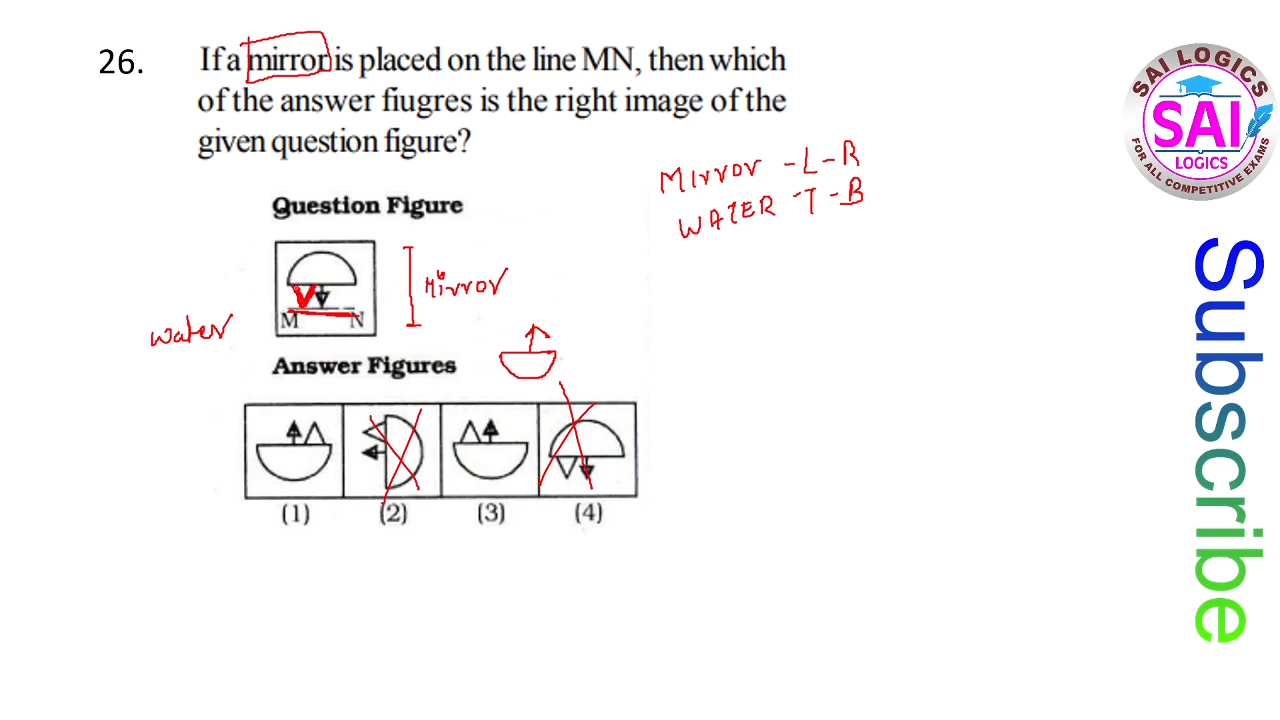 26.
If a mirror is placed on the line MN, then which
of the answer fiugres is the right image of the
given question figure?
Mirror - L - R
WATER - T - B
Question Figure
M N
Mirror
water
Answer Figures
(1) (2) (3) (4)
SAI LOGICS
SAI
LOGICS
FOR ALL COMPETITIVE EXAMS
Subscribe